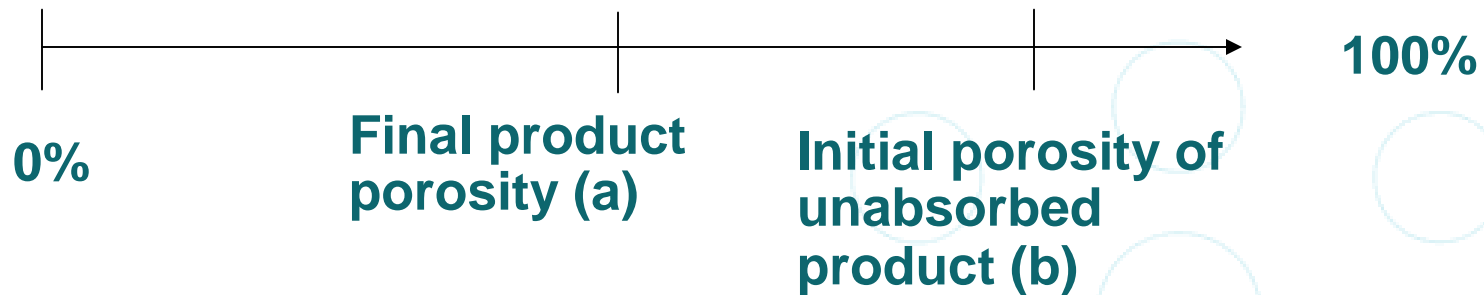 100%
0%
Final product
porosity (a)
Initial porosity of
unabsorbed
product (b)